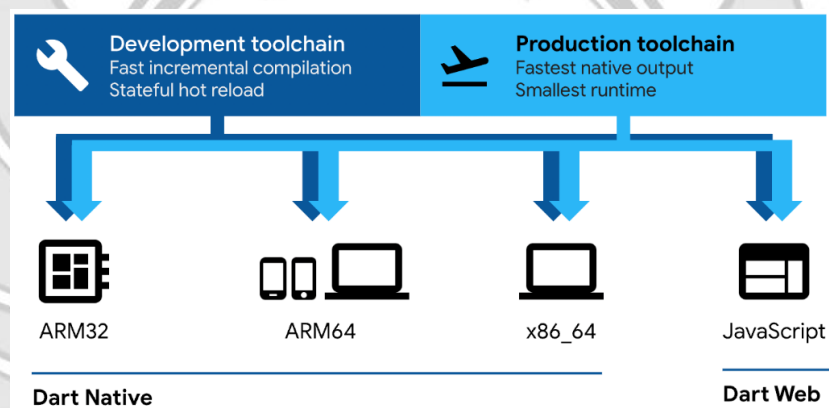 Development toolchain
Fast incremental compilation
Stateful hot reload
Production toolchain
Fastest native output
Smallest runtime
ARM32
ARM64
x86_64
JavaScript
Dart Native
Dart Web